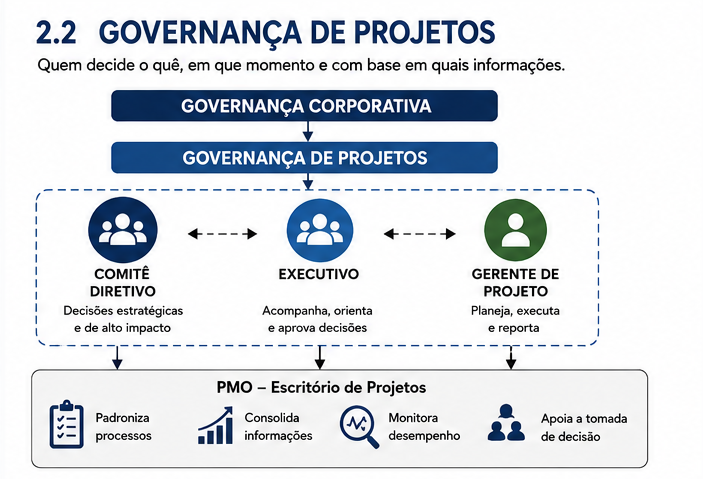 2.2 GOVERNANÇA DE PROJETOS
Quem decide o quê, em que momento e com base em quais informações.
GOVERNANÇA CORPORATIVA
GOVERNANÇA DE PROJETOS
COMITÊ
DIRETIVO
Decisões estratégicas
e de alto impacto
EXECUTIVO
Acompanha, orienta
e aprova decisões
GERENTE DE
PROJETO
Planeja, executa
e reporta
PMO – Escritório de Projetos
Padroniza
processos
Consolida
informações
Monitora
desempenho
Apoia a tomada
de decisão